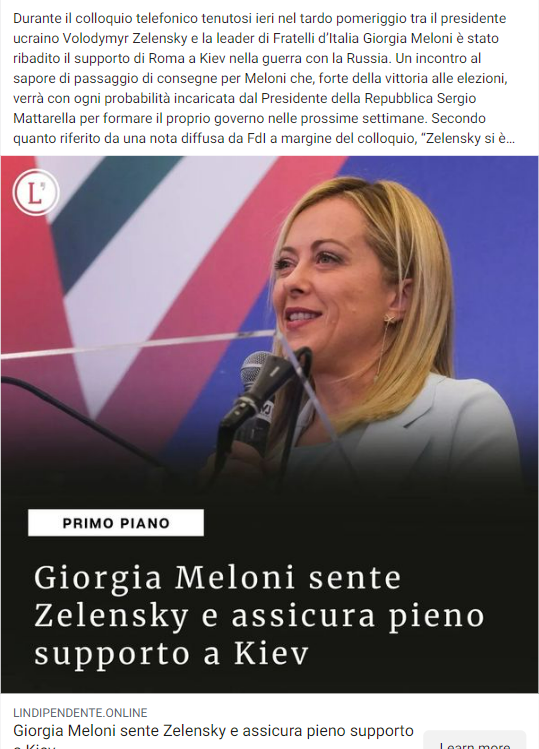 Durante il colloquio telefonico tenutosi ieri nel tardo pomeriggio tra il presidente
ucraino Volodymyr Zelensky e la leader di Fratelli d'Italia Giorgia Meloni è stato
ribadito il supporto di Roma a Kiev nella guerra con la Russia. Un incontro al
sapore di passaggio di consegne per Meloni che, forte della vittoria alle elezioni,
verrà con ogni probabilità incaricata dal Presidente della Repubblica Sergio
Mattarella per formare il proprio governo nelle prossime settimane. Secondo
quanto riferito da una nota diffusa da FdI a margine del colloquio, “Zelensky si è...
L'
PRIMO PIANO
Giorgia Meloni sente
Zelensky e assicura pieno
supporto a Kiev
LINDIPENDENTE.ONLINE
Giorgia Meloni sente Zelensky e assicura pieno supporto
a Kiev
Learn more